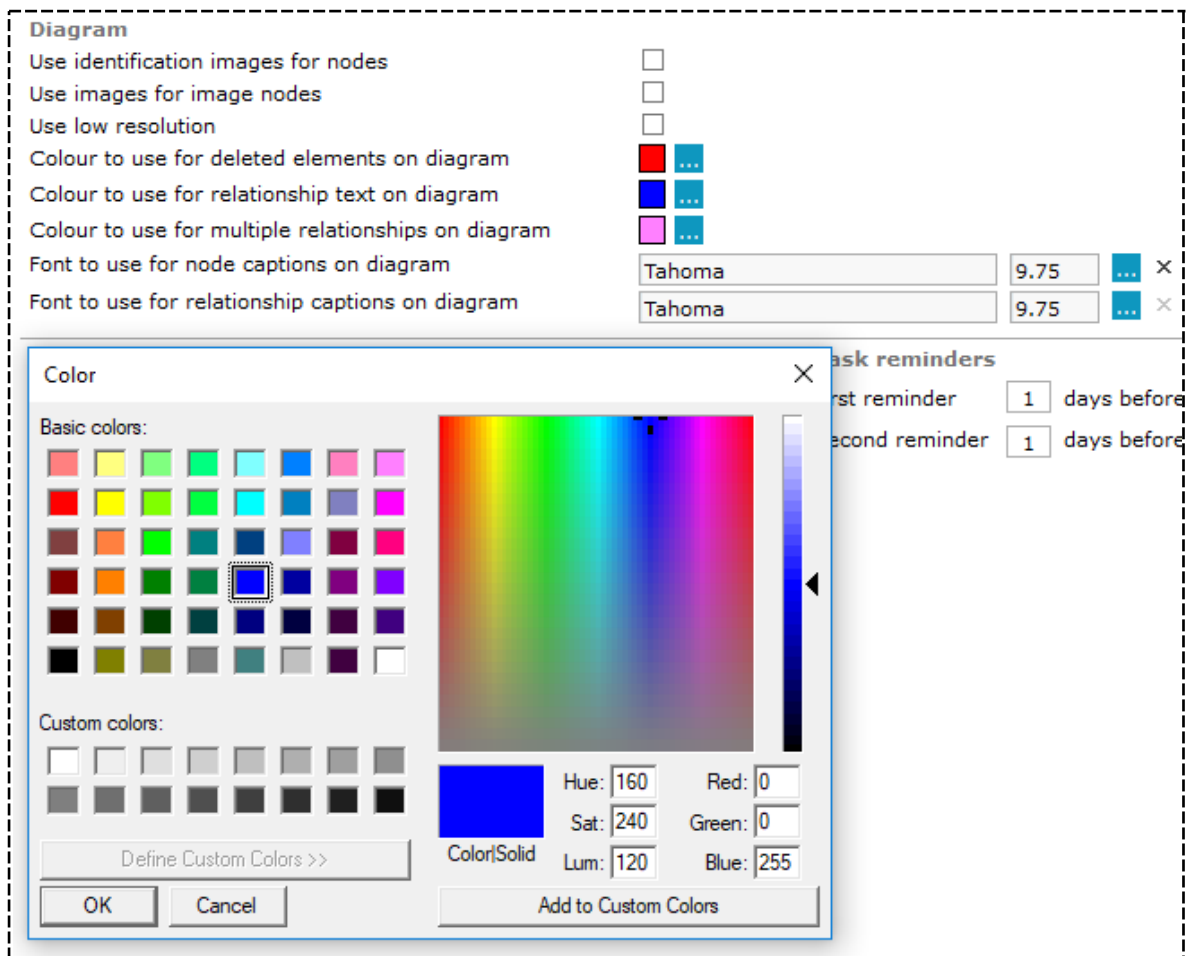 Diagram
Use identification images for nodes
Use images for image nodes
Use low resolution
Colour to use for deleted elements on diagram ...
Colour to use for relationship text on diagram ...
Colour to use for multiple relationships on diagram ...
Font to use for node captions on diagram Tahoma 9.75 ... ×
Font to use for relationship captions on diagram Tahoma 9.75 ... ×
ask reminders
rst reminder 1 days before
econd reminder 1 days before
Color
Basic colors:
Custom colors:
Define Custom Colors >>
OK Cancel
Color|Solid
Hue: 160 Red: 0
Sat: 240 Green: 0
Lum: 120 Blue: 255
Add to Custom Colors